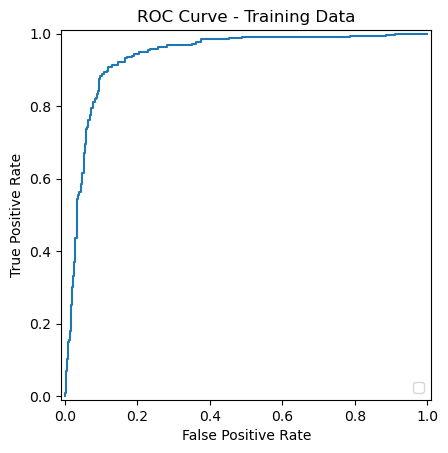 ROC Curve - Training Data
1.0
0.8
0.6
0.4
0.2
0.0
True Positive Rate
0.0 0.2 0.4 0.6 0.8 1.0
False Positive Rate